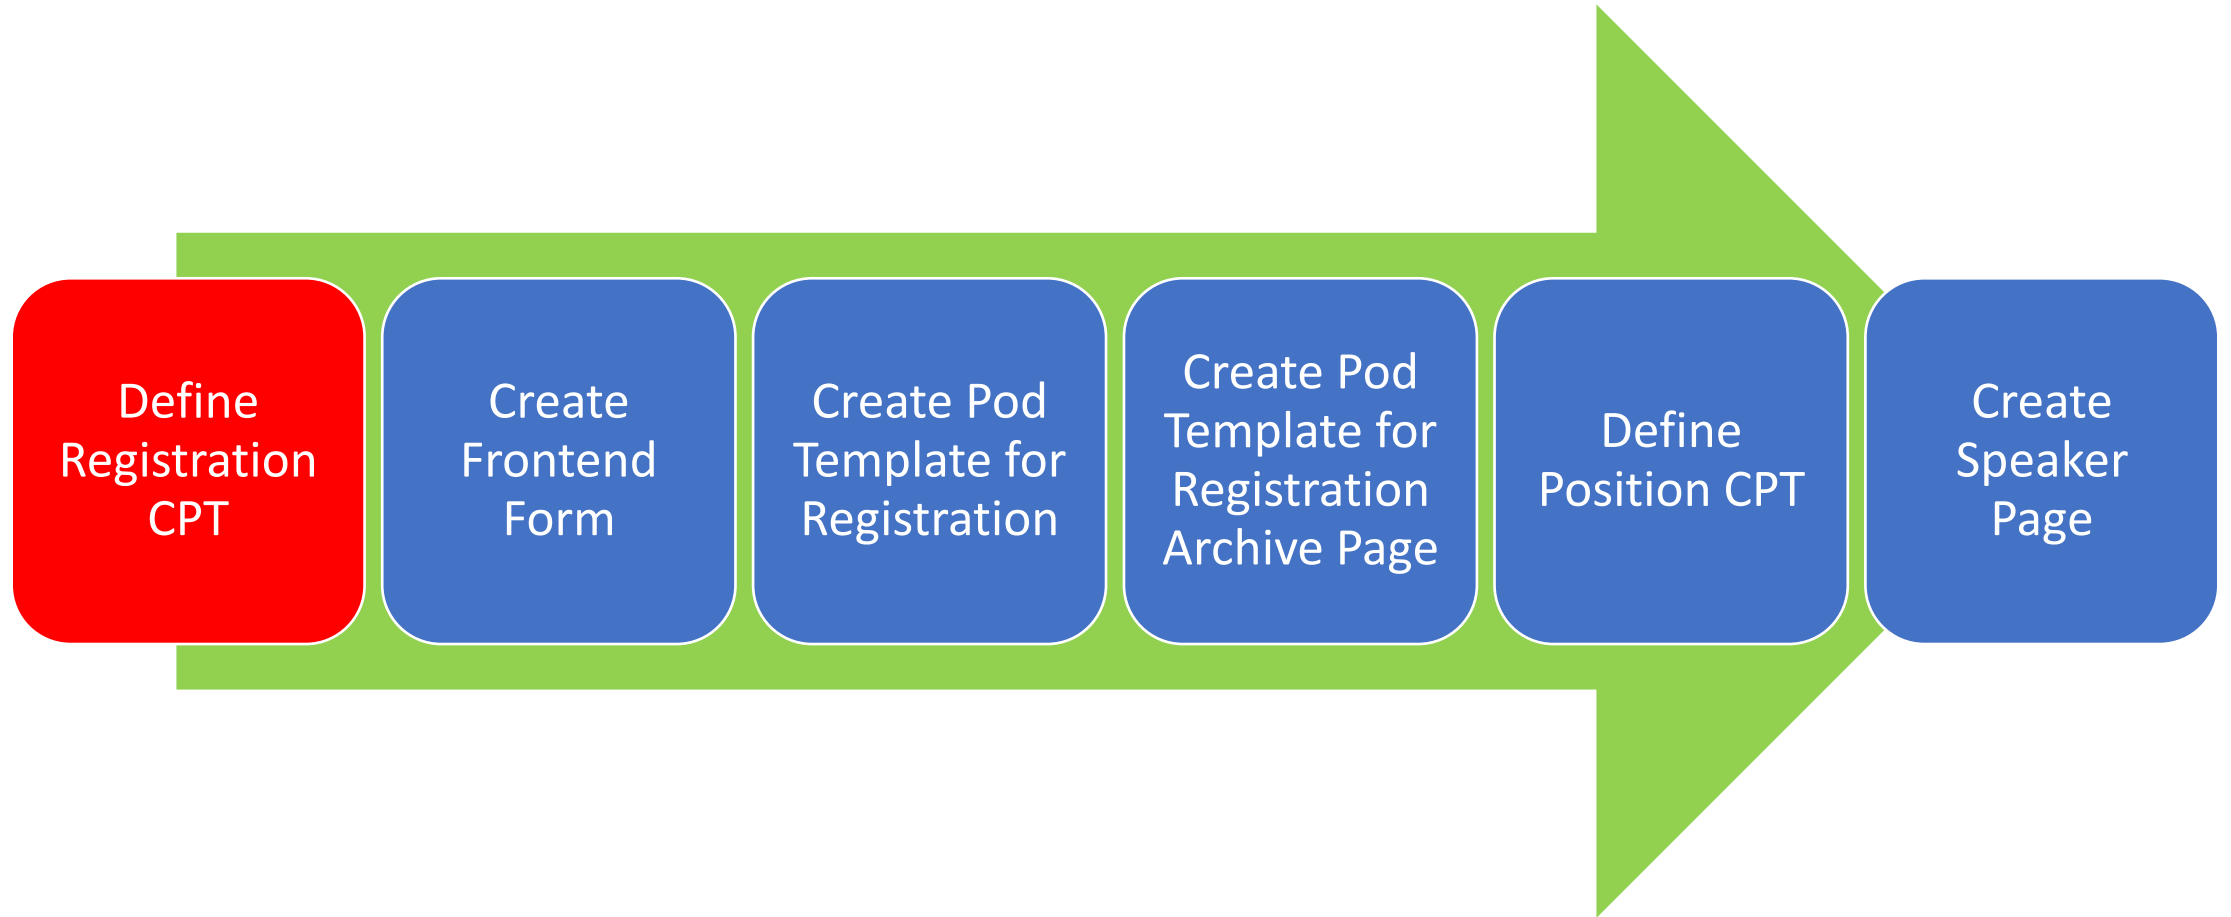 Define
Registration
CPT
Create
Frontend
Form
Create Pod
Template for
Registration
Create Pod
Template for
Registration
Archive Page
Define
Position CPT
Create
Speaker
Page